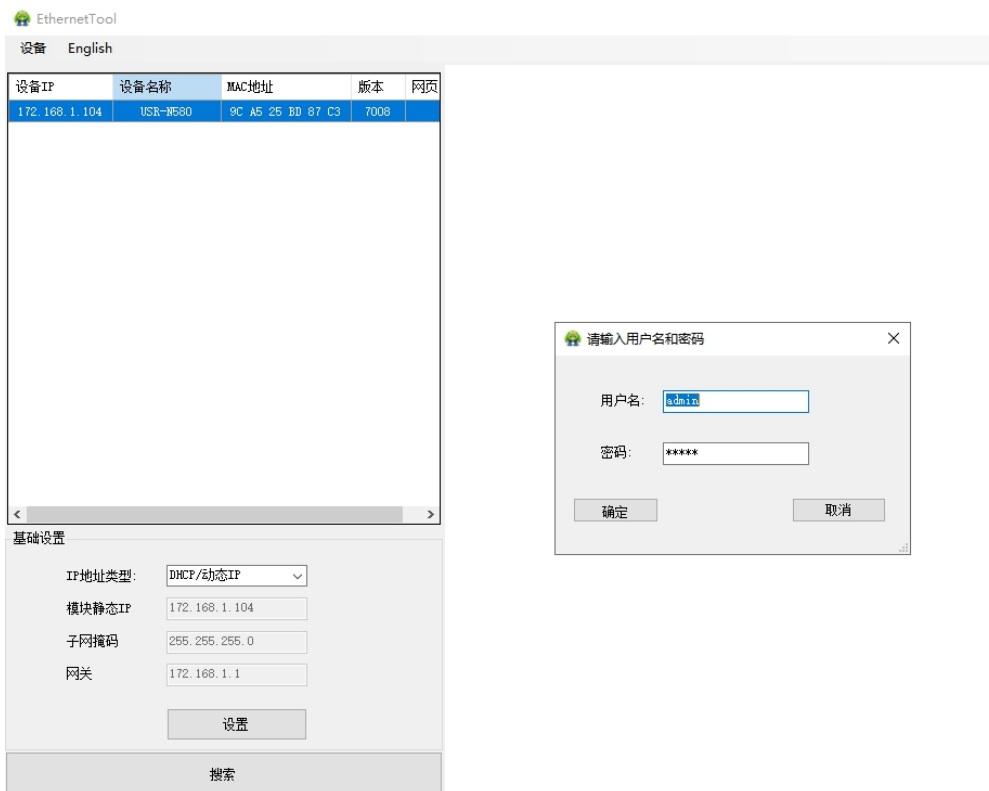 EthernetTool
设备 English
设备IP 设备名称 MAC地址 版本 网页
172.168.1.104 USR-N580 9C A5 25 BD 87 C3 7008
请输入用户名和密码
用户名: admin
密码: *****
确定 取消
基础设置
IP地址类型: DHCP/动态IP
模块静态IP 172.168.1.104
子网掩码 255.255.255.0
网关 172.168.1.1
设置
搜索